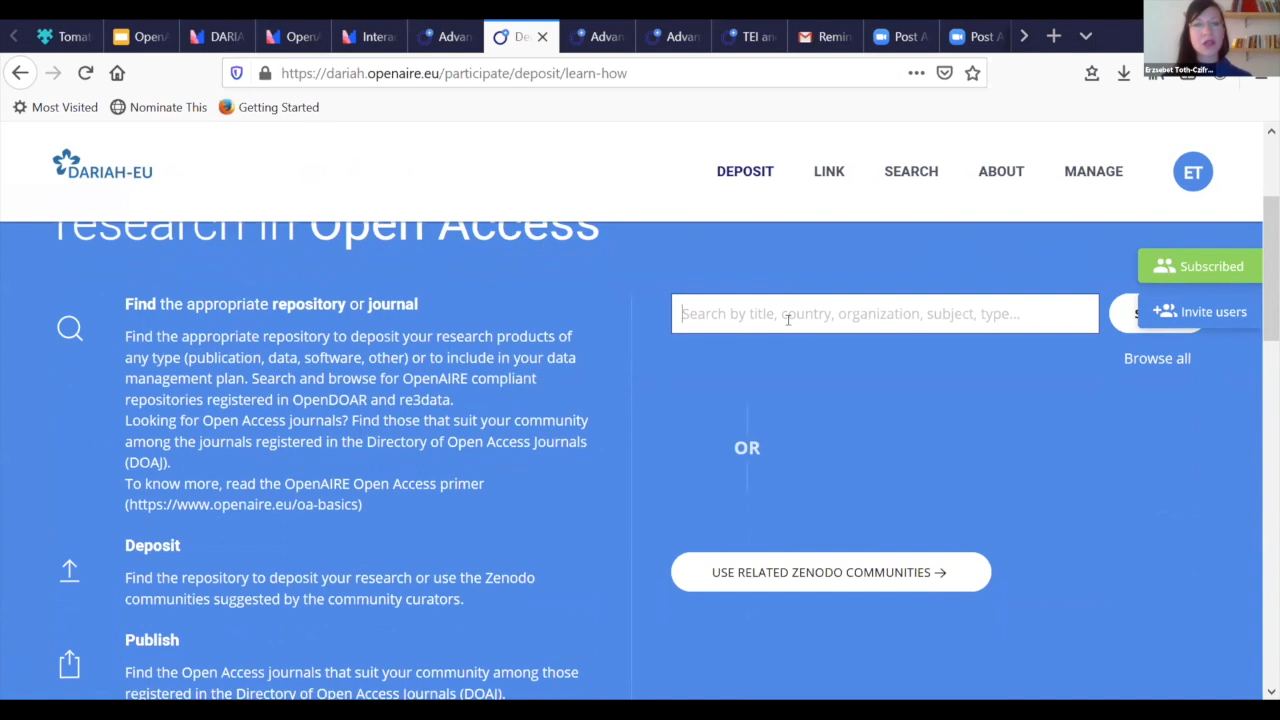 Tomat
OpenA
DARIA
OpenA
Intera
Advan
De
Advan
Advan
TEI an
Remin
Post A
Post A
Erzsebet Toth-Czifr...
https://dariah.openaire.eu/participate/deposit/learn-how
Most Visited
Nominate This
Getting Started
DARIAH-EU
DEPOSIT
LINK
SEARCH
ABOUT
MANAGE
ET
research in Open Access
Subscribed
Invite users
Find the appropriate repository or journal
Find the appropriate repository to deposit your research products of
any type (publication, data, software, other) or to include in your data
management plan. Search and browse for OpenAIRE compliant
repositories registered in OpenDOAR and re3data.
Looking for Open Access journals? Find those that suit your community
among the journals registered in the Directory of Open Access Journals
(DOAJ).
To know more, read the OpenAIRE Open Access primer
(https://www.openaire.eu/oa-basics)
Search by title, country, organization, subject, type...
Browse all
OR
USE RELATED ZENODO COMMUNITIES →
Deposit
Find the repository to deposit your research or use the Zenodo
communities suggested by the community curators.
Publish
Find the Open Access journals that suit your community among those
registered in the Directory of Open Access Journals (DOAJ).